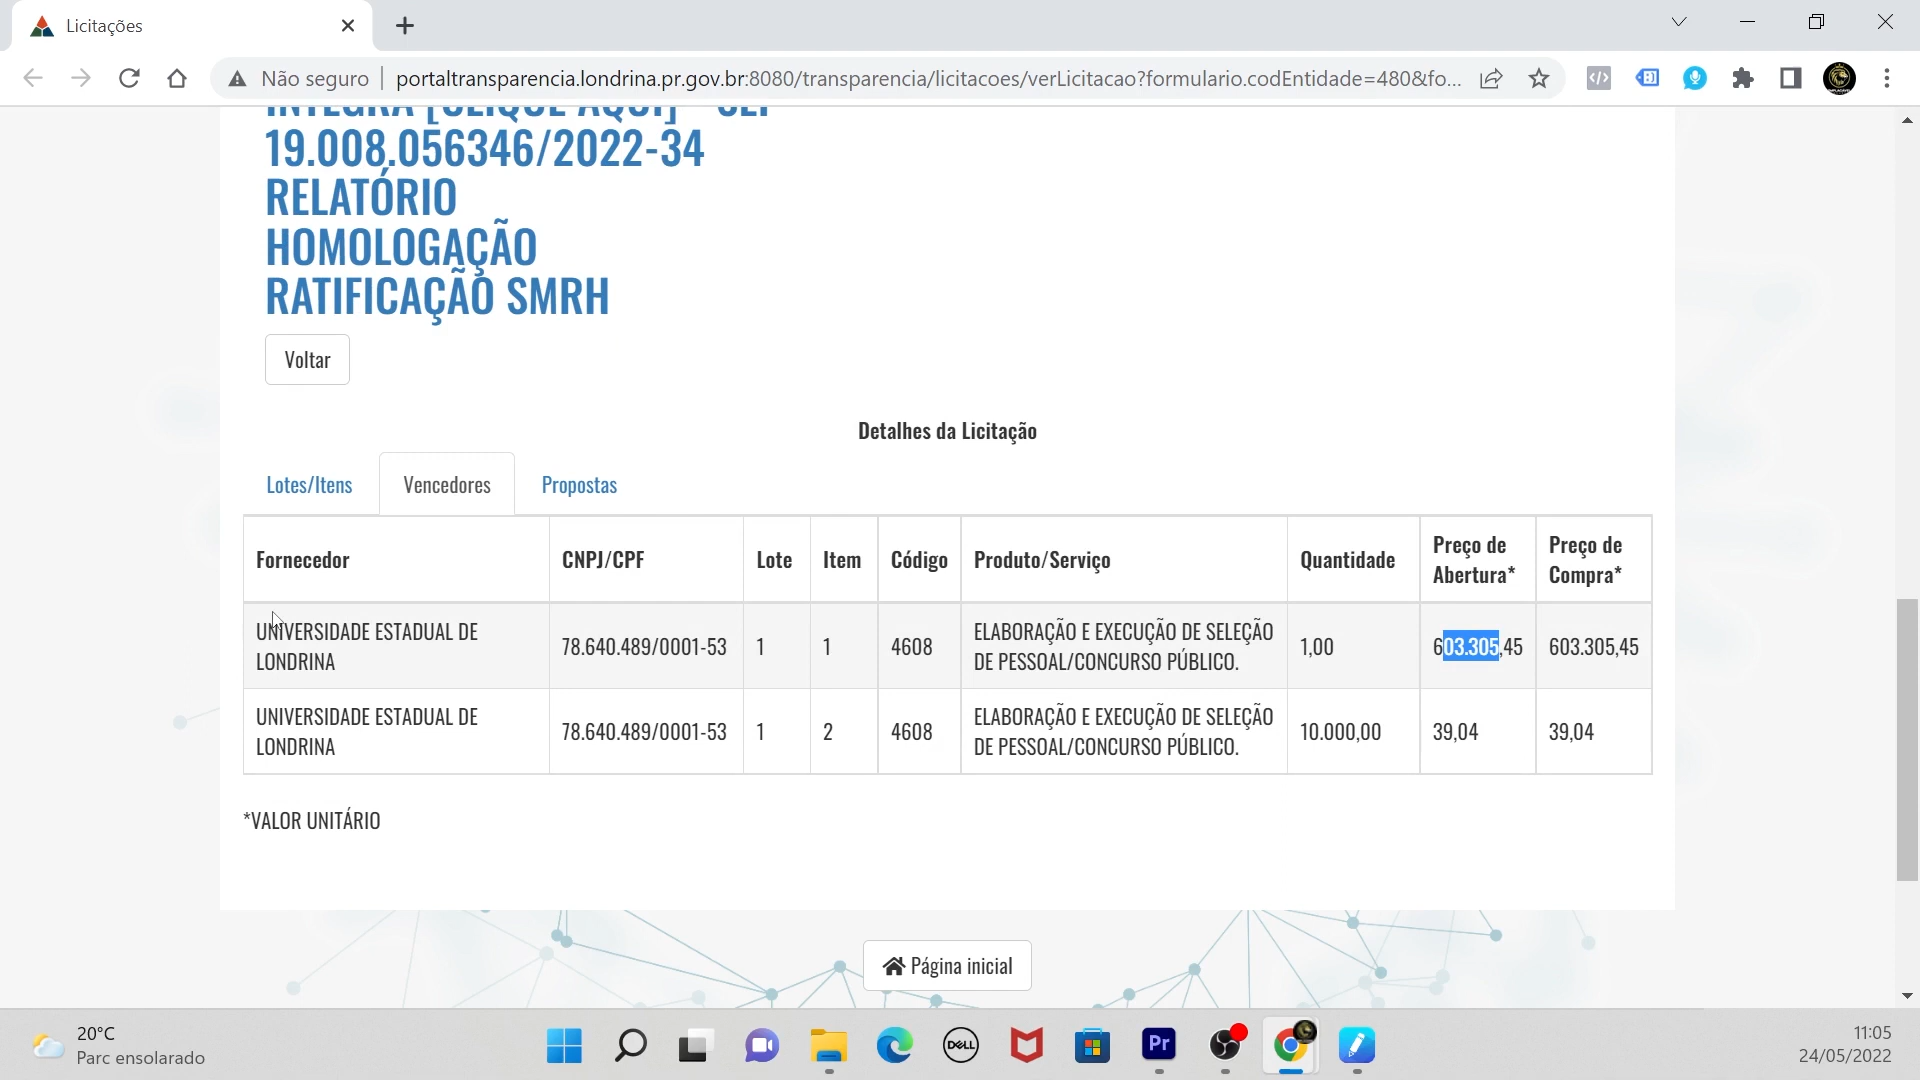 Licitações
Não seguro
portaltransparencia.londrina.pr.gov.br:8080/transparencia/licitacoes/verLicitacao?formulario.codEntidade=480&fo...
ÍNTEGRA [CLIQUE AQUI] - SEI
19.008.056346/2022-34
RELATÓRIO
HOMOLOGAÇÃO
RATIFICAÇÃO SMRH
Voltar
Detalhes da Licitação
Lotes/Itens Vencedores Propostas
Fornecedor CNPJ/CPF Lote Item Código Produto/Serviço Quantidade Preço de Abertura* Preço de Compra*
UNIVERSIDADE ESTADUAL DE LONDRINA 78.640.489/0001-53 1 1 4608 ELABORAÇÃO E EXECUÇÃO DE SELEÇÃO DE PESSOAL/CONCURSO PÚBLICO. 1,00 603.305,45 603.305,45
UNIVERSIDADE ESTADUAL DE LONDRINA 78.640.489/0001-53 1 2 4608 ELABORAÇÃO E EXECUÇÃO DE SELEÇÃO DE PESSOAL/CONCURSO PÚBLICO. 10.000,00 39,04 39,04
*VALOR UNITÁRIO
Página inicial
20°C
Parc ensolarado
DELL
Pr
11:05
24/05/2022